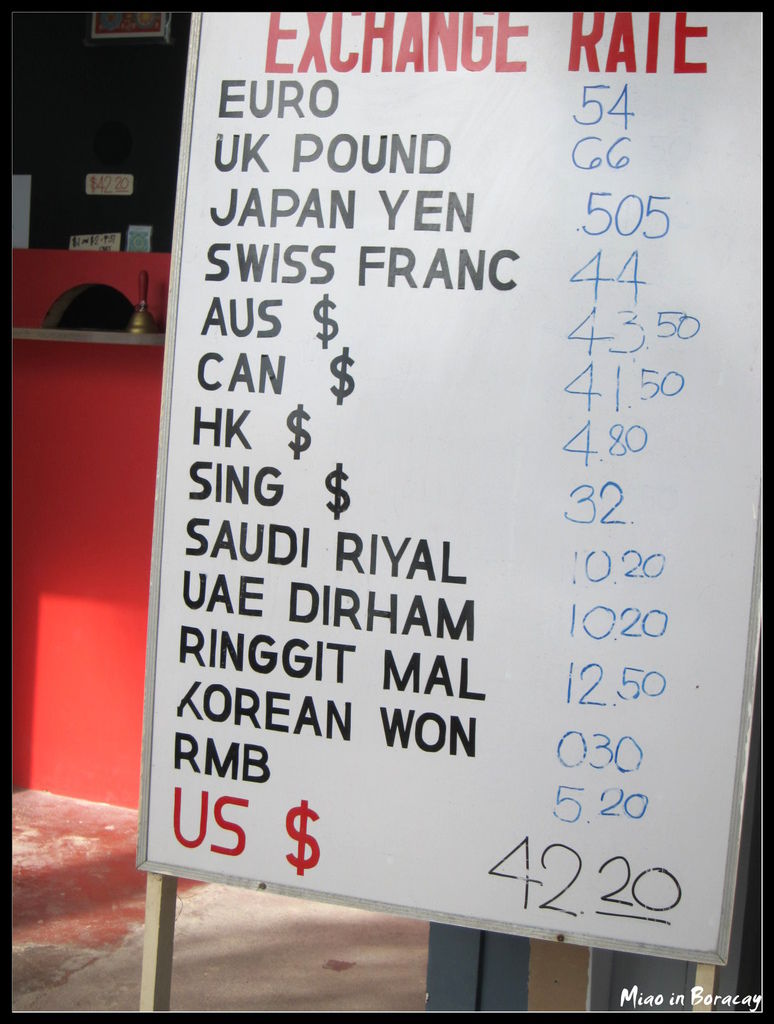 EXCHANGE RATE
EURO 54
UK POUND 66
JAPAN YEN .505
SWISS FRANC 44
AUS $ 43.50
CAN $ 41.50
HK $ 4.80
SING $ 32.
SAUDI RIYAL 10.20
UAE DIRHAM 10.20
RINGGIT MAL 12.50
KOREAN WON 030
RMB 5.20
US $ 42.20
$42.20
Miao in Boracay